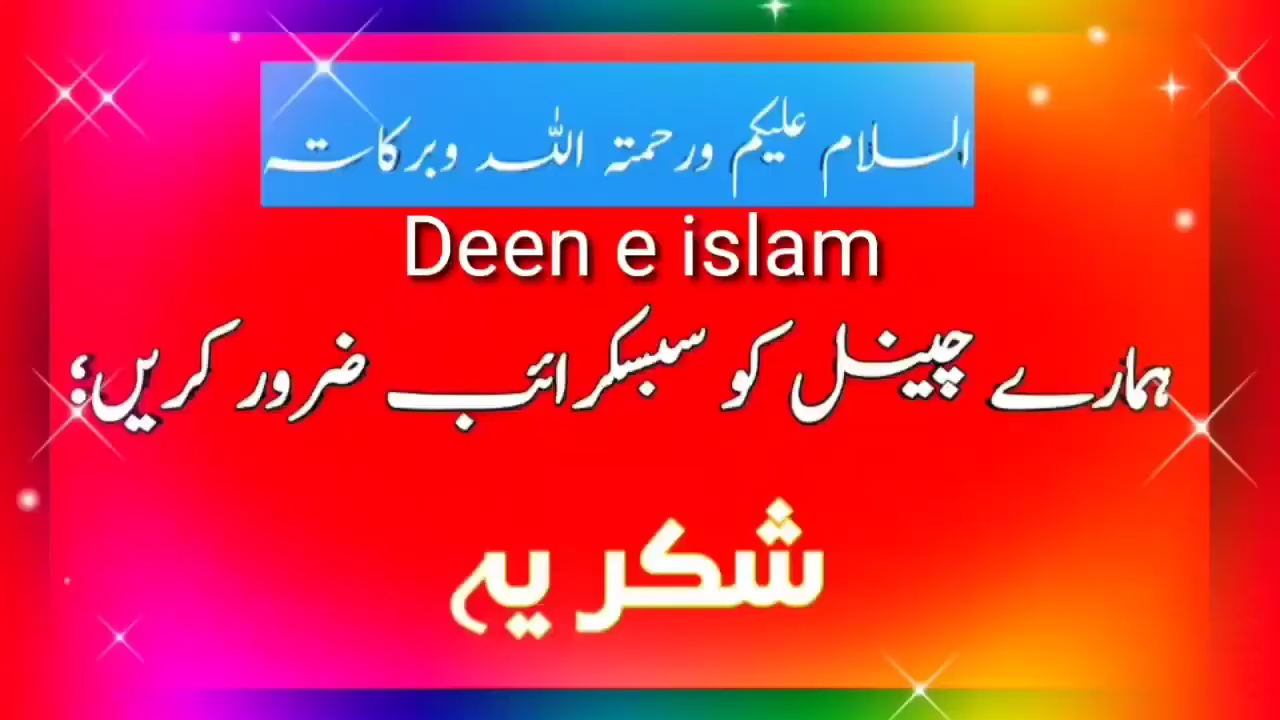 السلام علیکم ورحمتہ اللہ وبرکاتہ
Deen e islam
ہمارے چینل کو سبسکرائب ضرور کریں؛
شکریہ